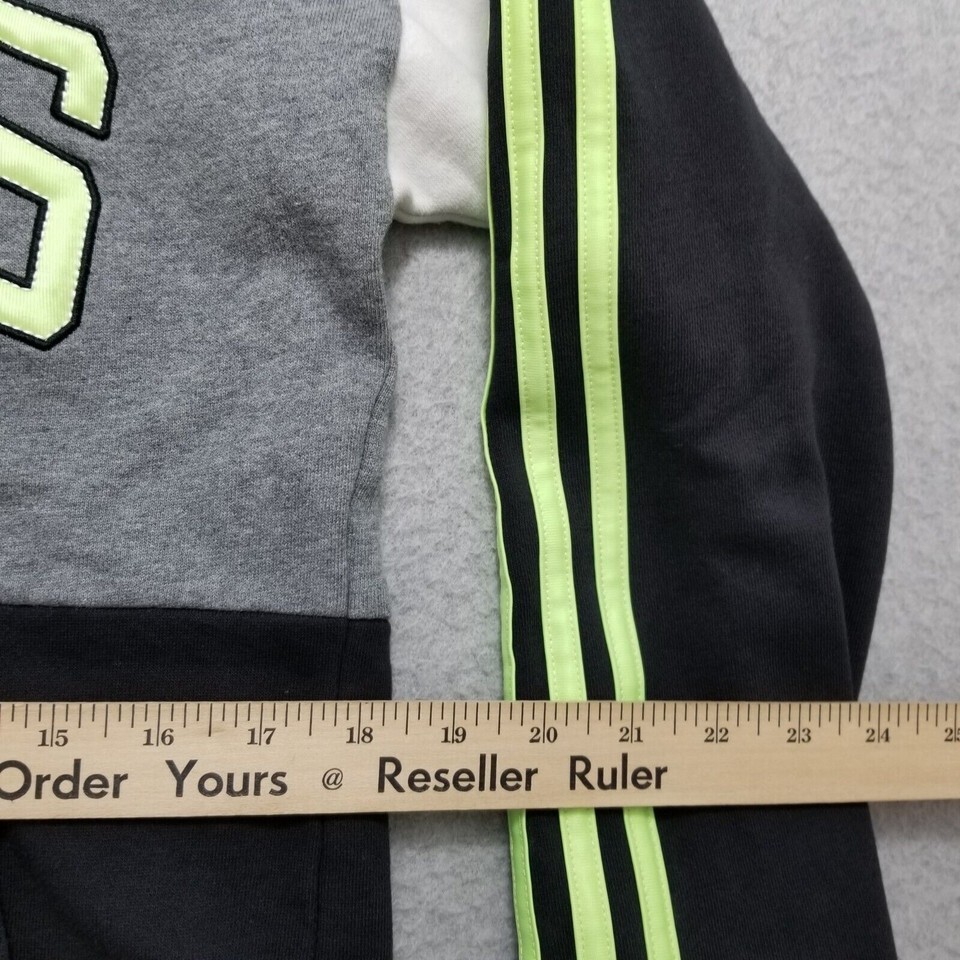 15 16 17 18 19 20 21 22 23 24 25
Order Yours @ Reseller Ruler